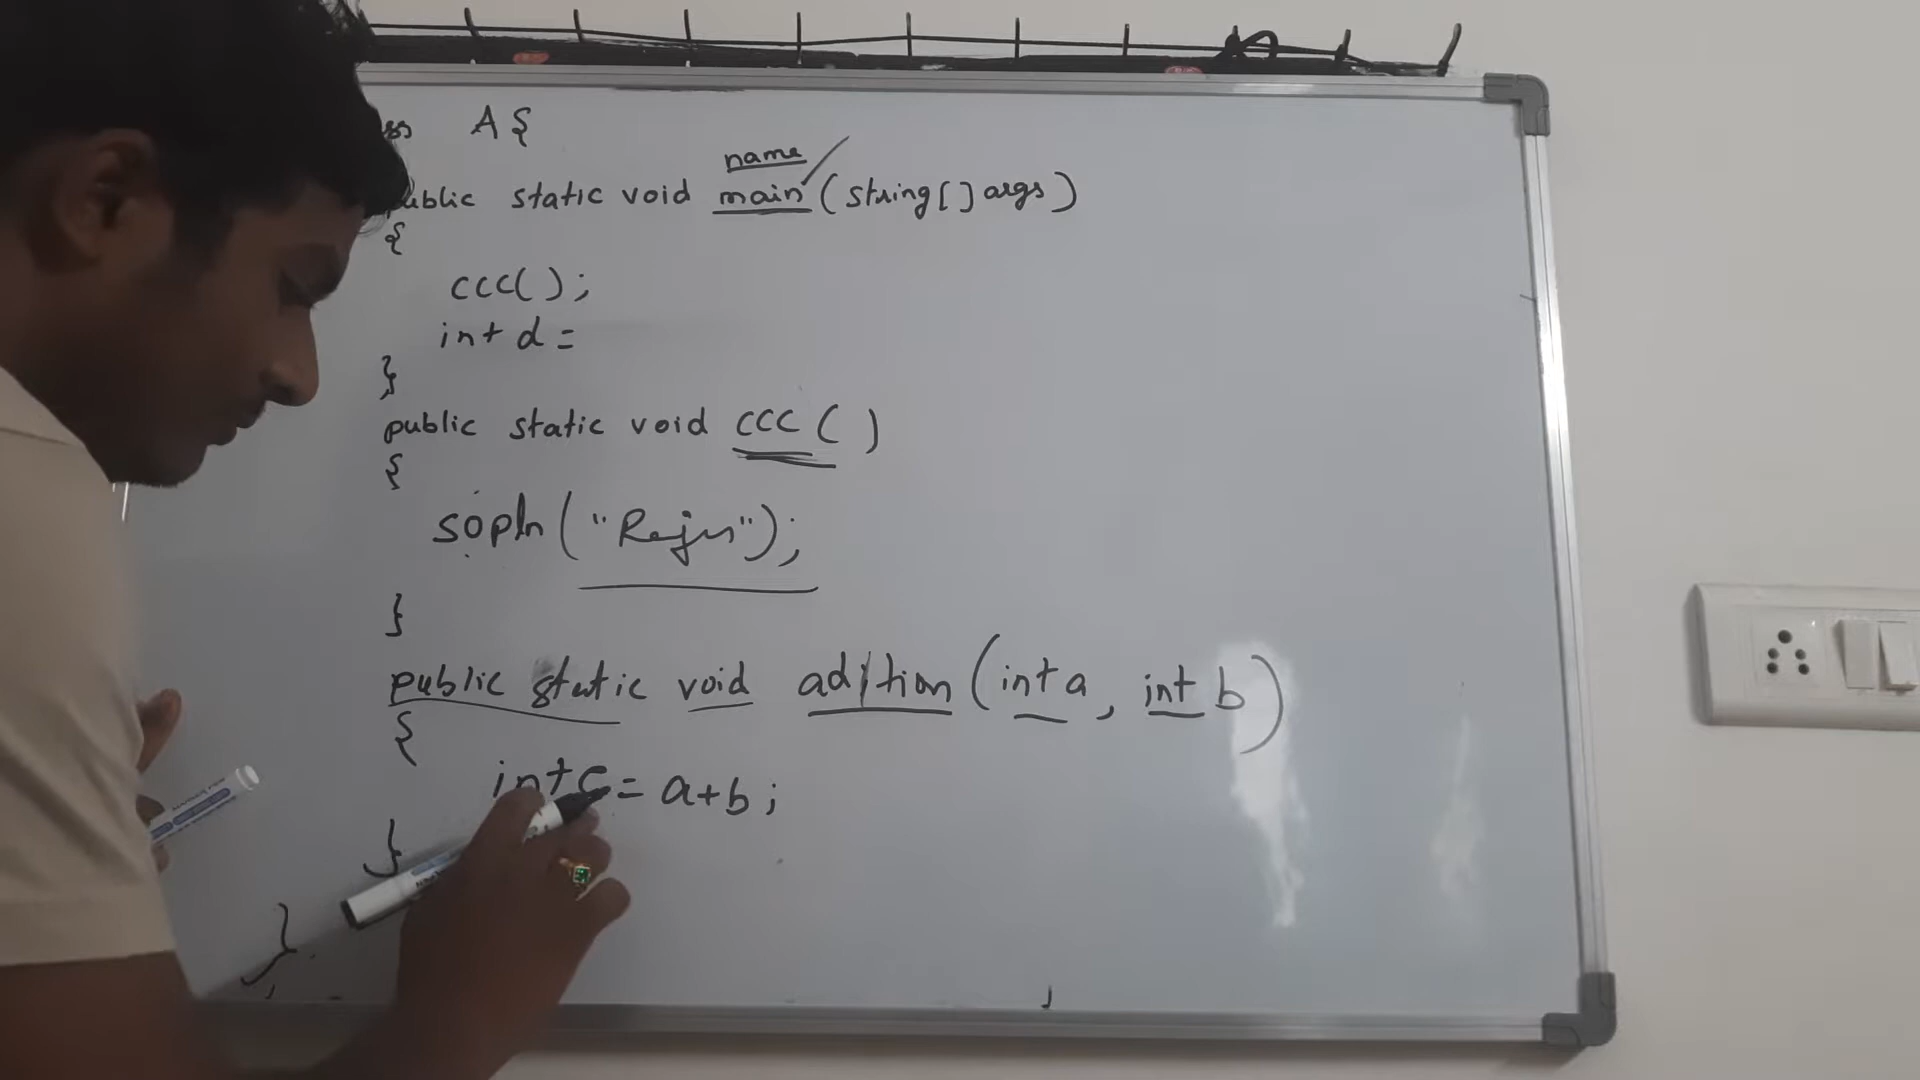 ss A {
name
public static void main (string[] args)
{
ccc( );
int d =
}
public static void ccc ( )
{
sopln ( "Raju");
}
public static void adition (int a, int b)
{
int c = a+b;
}
}